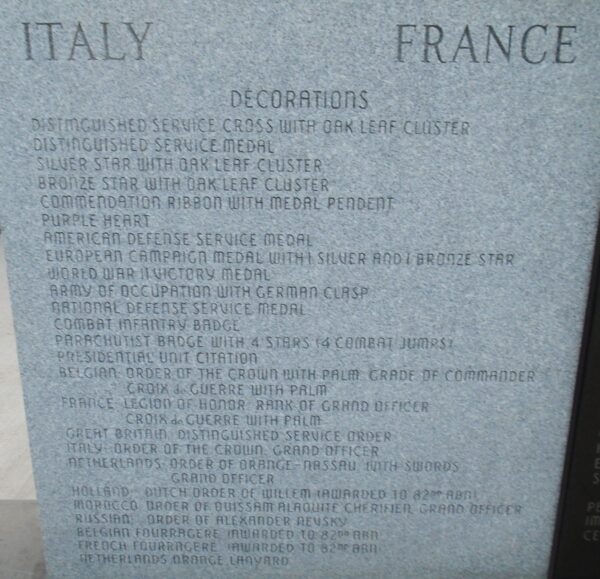 ITALY FRANCE
DECORATIONS
DISTINGUISHED SERVICE CROSS WITH OAK LEAF CLUSTER
DISTINGUISHED SERVICE MEDAL
SILVER STAR WITH OAK LEAF CLUSTER
BRONZE STAR WITH OAK LEAF CLUSTER
COMMENDATION RIBBON WITH MEDAL PENDENT
PURPLE HEART
AMERICAN DEFENSE SERVICE MEDAL
EUROPEAN CAMPAIGN MEDAL WITH 1 SILVER AND 1 BRONZE STAR
WORLD WAR II VICTORY MEDAL
ARMY OF OCCUPATION WITH GERMAN CLASP
NATIONAL DEFENSE SERVICE MEDAL
COMBAT INFANTRY BADGE
PARACHUTIST BADGE WITH 4 STARS (4 COMBAT JUMPS)
PRESIDENTIAL UNIT CITATION
BELGIAN: ORDER OF THE CROWN WITH PALM, GRADE OF COMMANDER
CROIX de GUERRE WITH PALM
FRANCE: LEGION OF HONOR: RANK OF GRAND OFFICER
CROIX de GUERRE WITH PALM
GREAT BRITAIN: DISTINGUISHED SERVICE ORDER
ITALY: ORDER OF THE CROWN, GRAND OFFICER
NETHERLANDS: ORDER OF ORANGE-NASSAU WITH SWORDS
GRAND OFFICER
HOLLAND: DUTCH ORDER OF WILLEM (AWARDED TO 82ND ABN)
MOROCCO: ORDER OF OUISSAM ALAOUITE CHERIFIEN, GRAND OFFICER
RUSSIAN: ORDER OF ALEXANDER NEVSKY
BELGIAN FOURRAGERE (AWARDED TO 82ND ABN)
FRENCH FOURRAGERE (AWARDED TO 82ND ABN)
NETHERLANDS ORANGE LANYARD